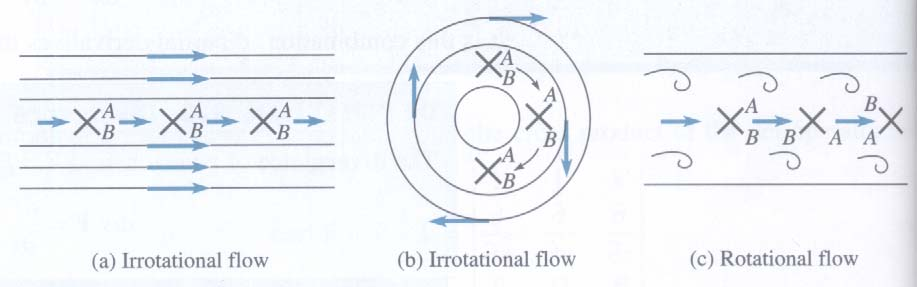 A A A
B B B
(a) Irrotational flow
A
B
A
B
A
B
(b) Irrotational flow
A B
B B A A
(c) Rotational flow